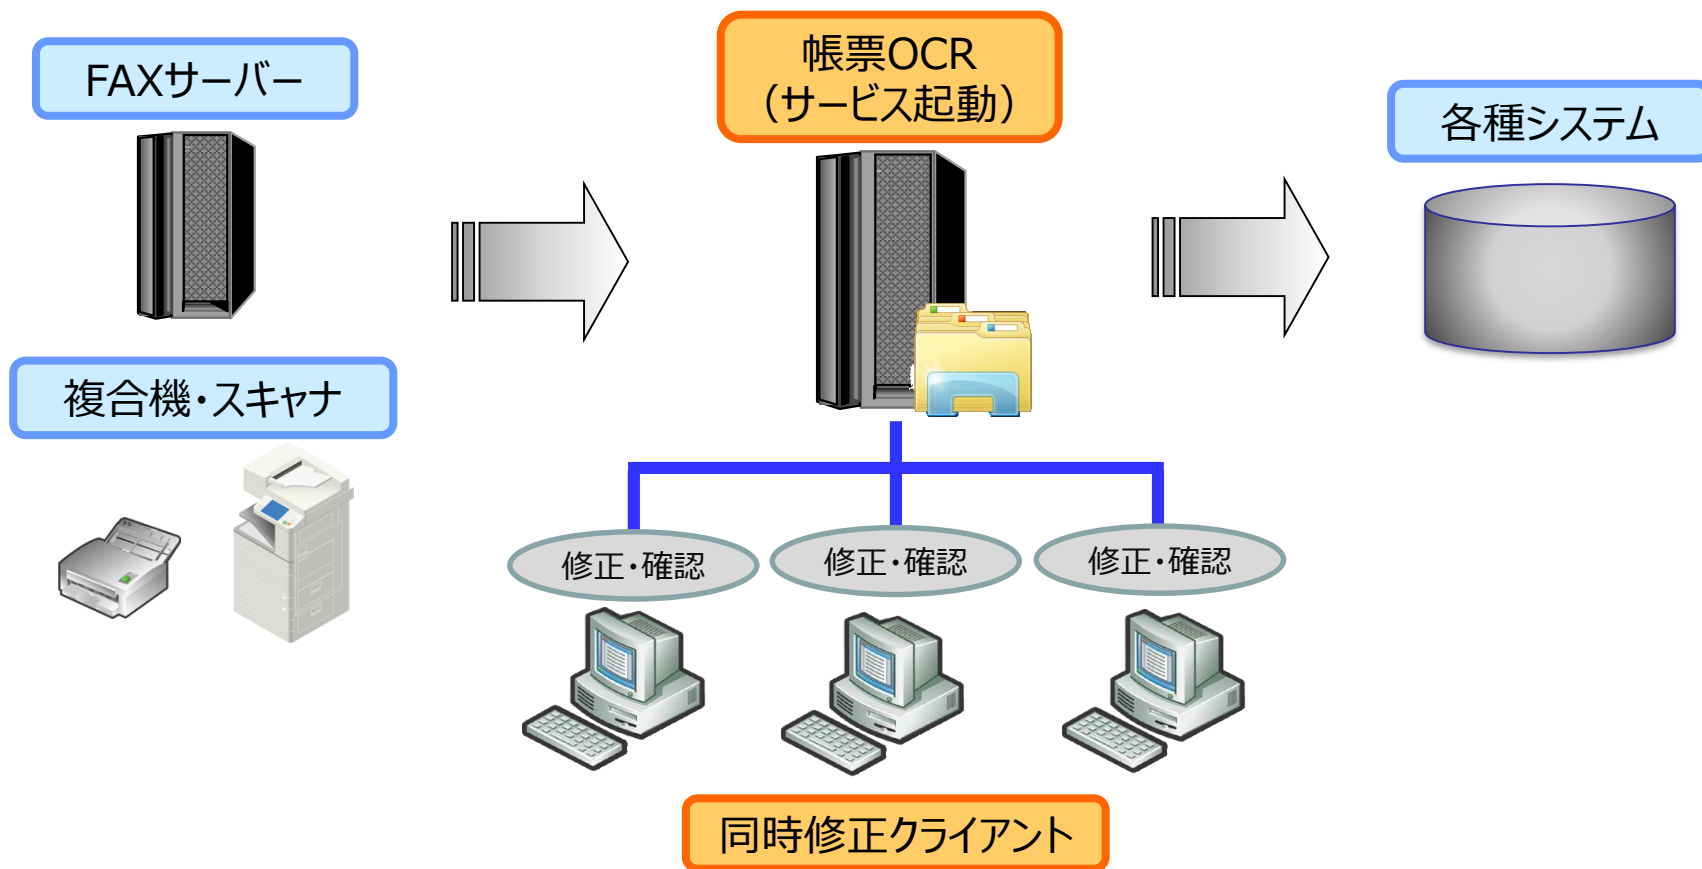 FAXサーバー
帳票OCR
（サービス起動）
各種システム
複合機・スキャナ
修正・確認
修正・確認
修正・確認
同時修正クライアント